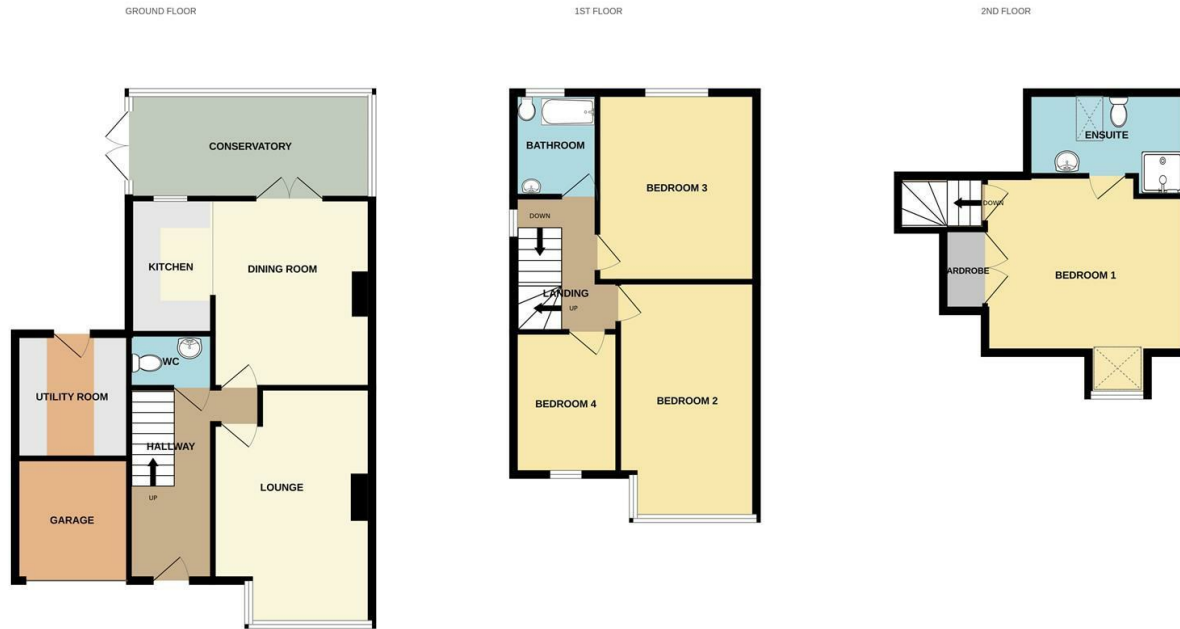 GROUND FLOOR
1ST FLOOR
2ND FLOOR
CONSERVATORY
KITCHEN
DINING ROOM
WC
UTILITY ROOM
HALLWAY
UP
LOUNGE
GARAGE
BATHROOM
BEDROOM 3
DOWN
LANDING
UP
BEDROOM 4
BEDROOM 2
ENSUITE
DOWN
ARDROBE
BEDROOM 1